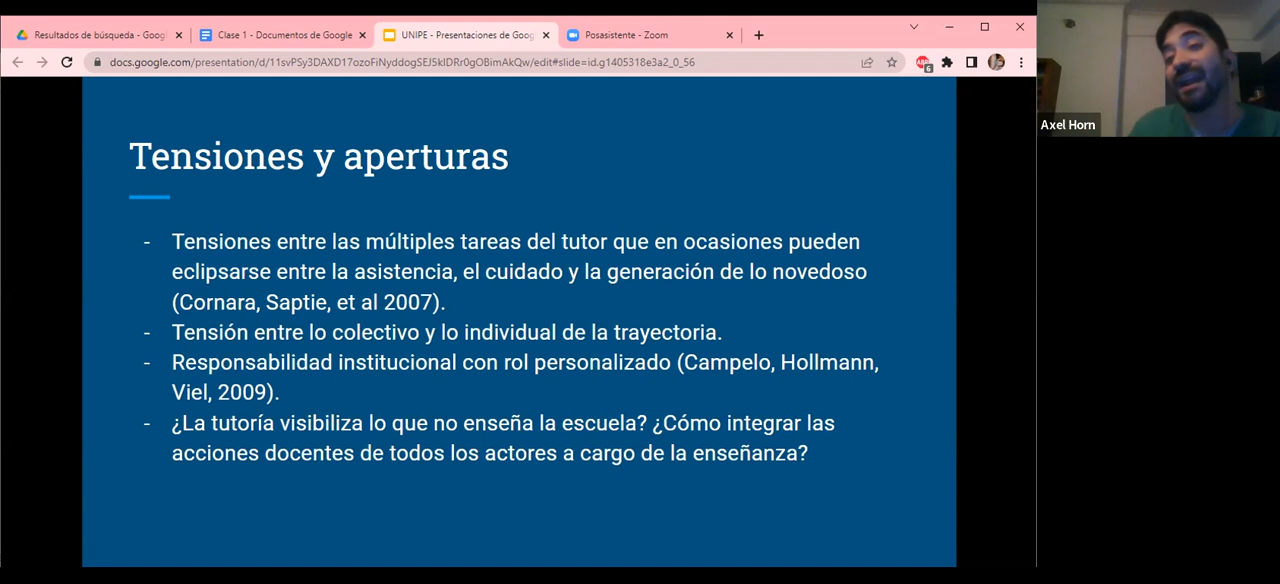 Resultados de búsqueda - Goog
Clase 1 - Documentos de Google
UNIPE - Presentaciones de Goog
Posasistente - Zoom
docs.google.com/presentation/d/11svPSy3DAXD17ozoFiNyddogSEJ5kIDRr0gOBimAkQw/edit#slide=id.g1405318e3a2_0_56
ABP
6
Axel Horn
Tensiones y aperturas
- Tensiones entre las múltiples tareas del tutor que en ocasiones pueden
eclipsarse entre la asistencia, el cuidado y la generación de lo novedoso
(Cornara, Saptie, et al 2007).
- Tensión entre lo colectivo y lo individual de la trayectoria.
- Responsabilidad institucional con rol personalizado (Campelo, Hollmann,
Viel, 2009).
- ¿La tutoría visibiliza lo que no enseña la escuela? ¿Cómo integrar las
acciones docentes de todos los actores a cargo de la enseñanza?